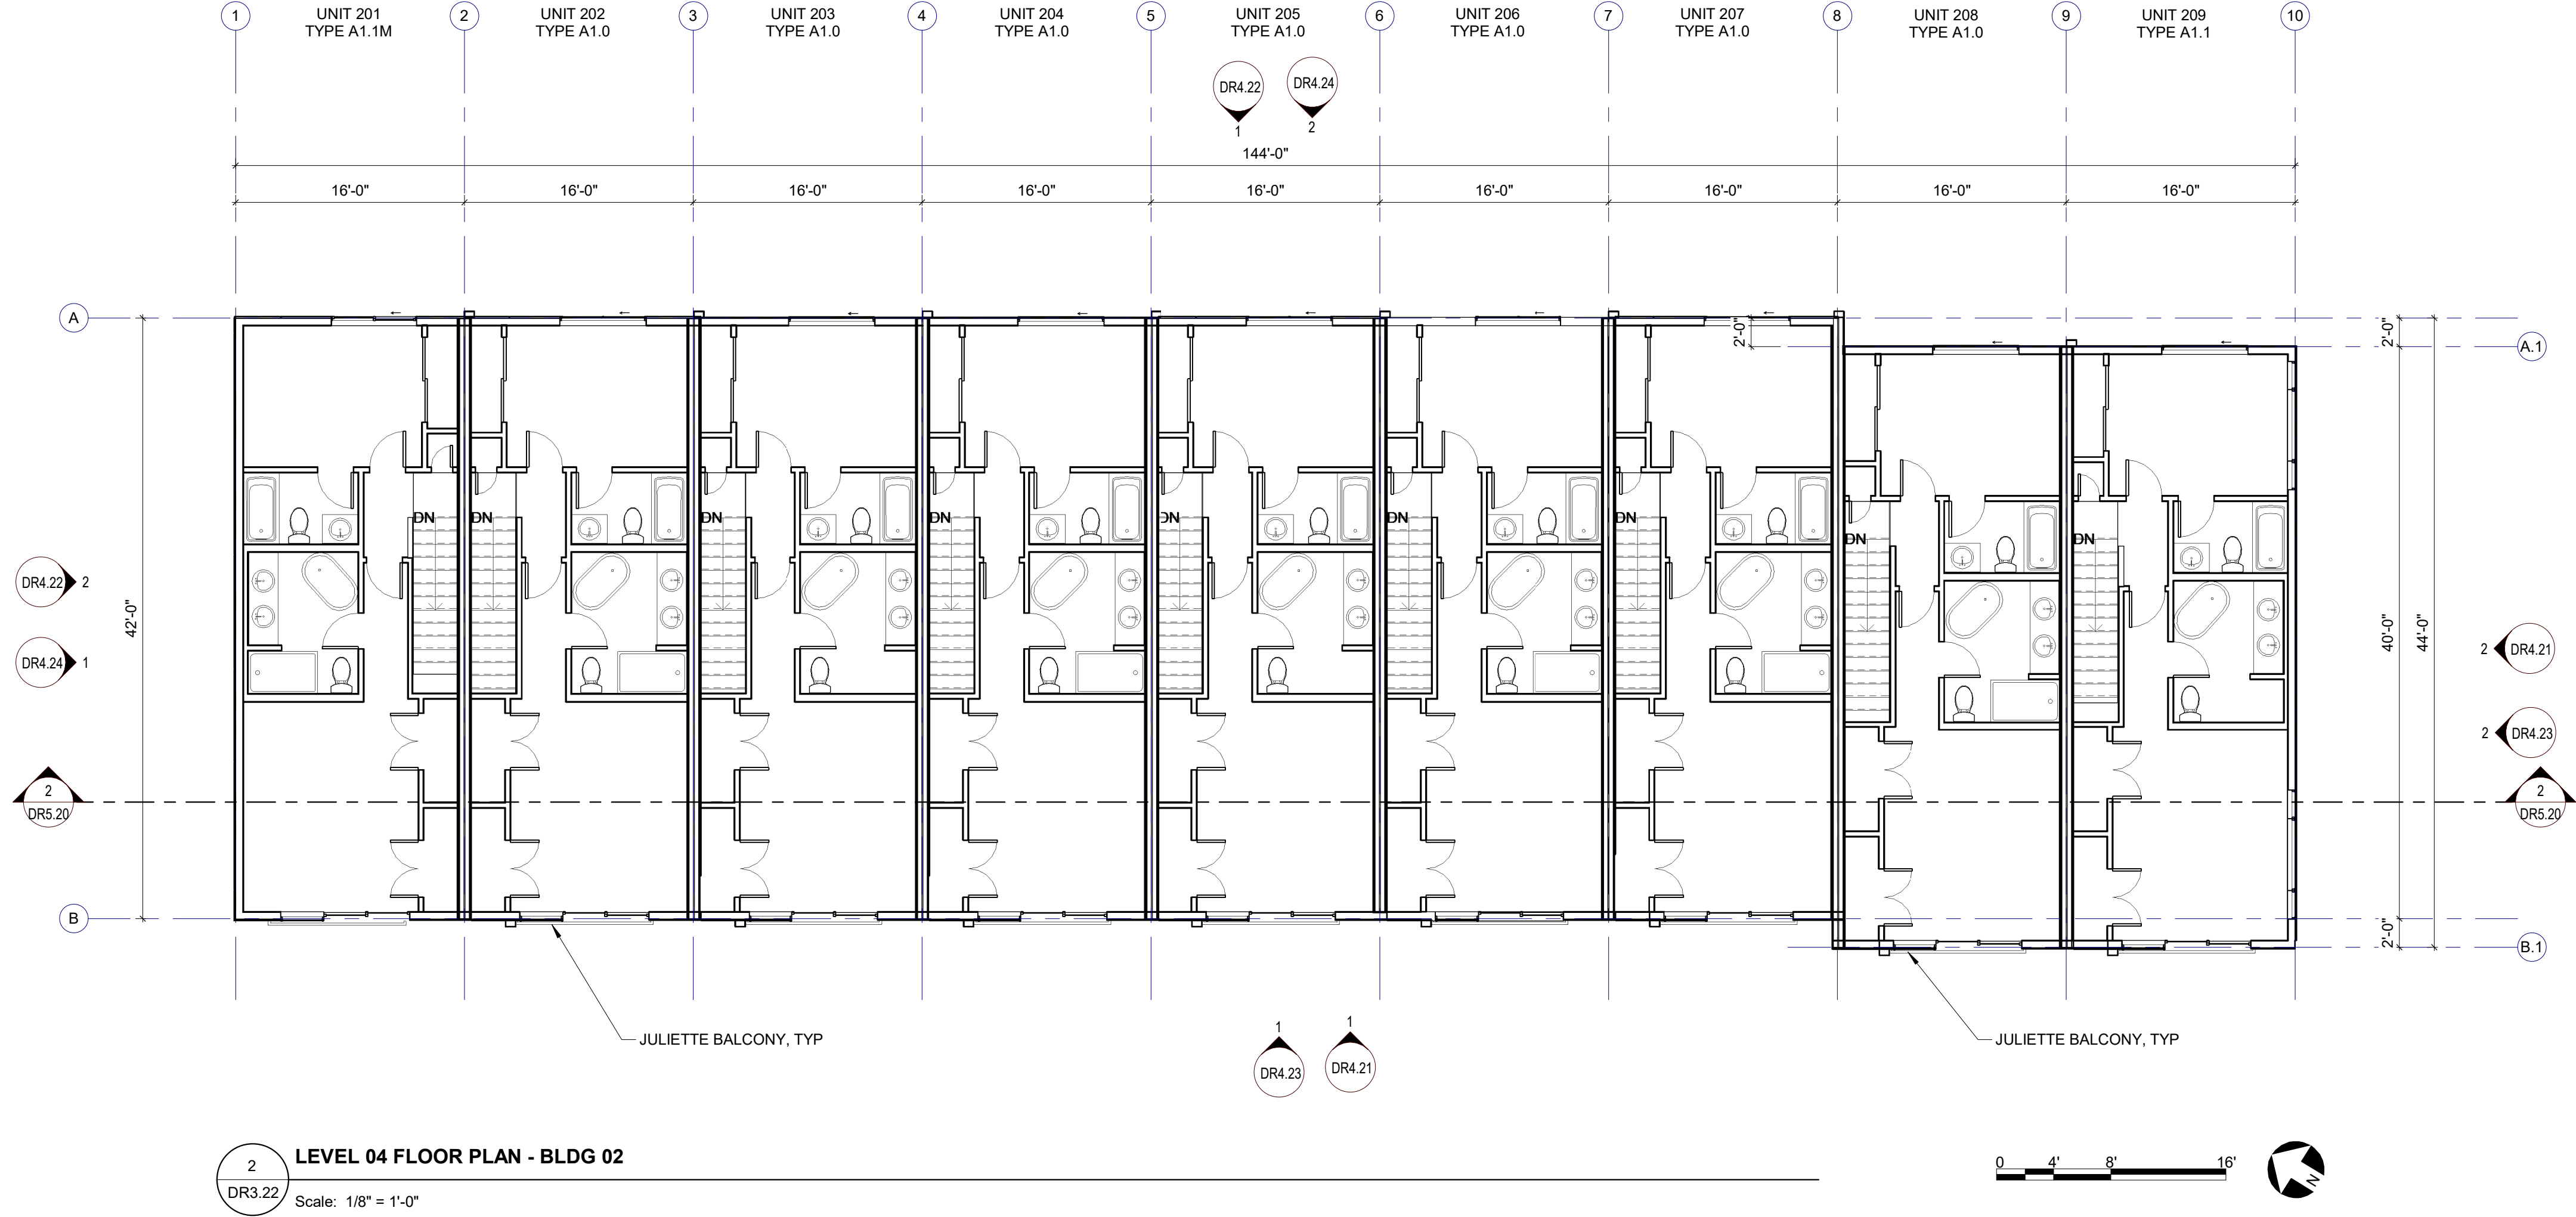 1
UNIT 201
TYPE A1.1M
2
UNIT 202
TYPE A1.0
3
UNIT 203
TYPE A1.0
4
UNIT 204
TYPE A1.0
5
UNIT 205
TYPE A1.0
6
UNIT 206
TYPE A1.0
7
UNIT 207
TYPE A1.0
8
UNIT 208
TYPE A1.0
9
UNIT 209
TYPE A1.1
10
DR4.22
1
DR4.24
2
144'-0"
16'-0"
16'-0"
16'-0"
16'-0"
16'-0"
16'-0"
16'-0"
16'-0"
16'-0"
A
2'-0"
2'-0"
A.1
DN
DN
DN
DN
DN
DN
DN
DN
DN
DR4.22
2
42'-0"
DR4.24
1
40'-0"
44'-0"
2
DR4.21
2
DR4.23
2
DR5.20
2
DR5.20
B
2'-0"
B.1
JULIETTE BALCONY, TYP
JULIETTE BALCONY, TYP
1
DR4.23
1
DR4.21
2
DR3.22
LEVEL 04 FLOOR PLAN - BLDG 02
Scale: 1/8" = 1'-0"
0
4'
8'
16'
N